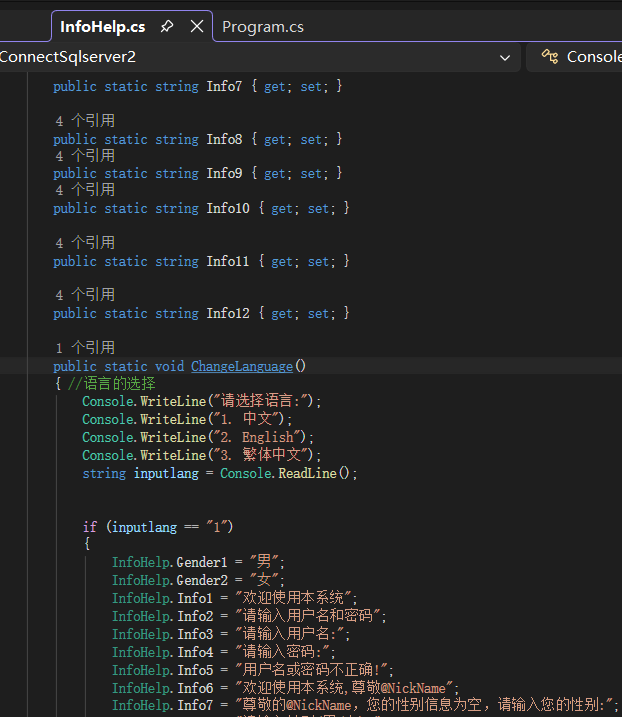 InfoHelp.cs Program.cs
ConnectSqlserver2 Console
public static string Info7 { get; set; }
4 个引用
public static string Info8 { get; set; }
4 个引用
public static string Info9 { get; set; }
4 个引用
public static string Info10 { get; set; }
4 个引用
public static string Info11 { get; set; }
4 个引用
public static string Info12 { get; set; }
1 个引用
public static void ChangeLanguage()
{ //语言的选择
Console.WriteLine("请选择语言:");
Console.WriteLine("1. 中文");
Console.WriteLine("2. English");
Console.WriteLine("3. 繁体中文");
string inputlang = Console.ReadLine();
if (inputlang == "1")
{
InfoHelp.Gender1 = "男";
InfoHelp.Gender2 = "女";
InfoHelp.Info1 = "欢迎使用本系统";
InfoHelp.Info2 = "请输入用户名和密码";
InfoHelp.Info3 = "请输入用户名:";
InfoHelp.Info4 = "请输入密码:";
InfoHelp.Info5 = "用户名或密码不正确!";
InfoHelp.Info6 = "欢迎使用本系统,尊敬@NickName";
InfoHelp.Info7 = "尊敬的@NickName，您的性别信息为空，请输入您的性别:";